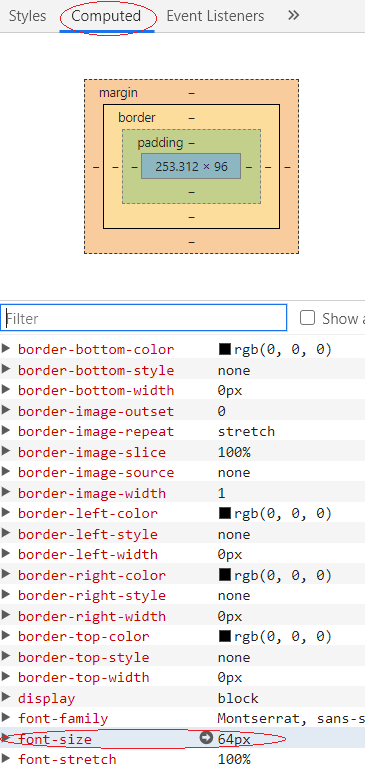 Styles Computed Event Listeners »
margin –
border –
padding –
– – – 253.312 × 96 – – –
–
–
–
Filter Show a
border-bottom-color rgb(0, 0, 0)
border-bottom-style none
border-bottom-width 0px
border-image-outset 0
border-image-repeat stretch
border-image-slice 100%
border-image-source none
border-image-width 1
border-left-color rgb(0, 0, 0)
border-left-style none
border-left-width 0px
border-right-color rgb(0, 0, 0)
border-right-style none
border-right-width 0px
border-top-color rgb(0, 0, 0)
border-top-style none
border-top-width 0px
display block
font-family Montserrat, sans-s
font-size 64px
font-stretch 100%